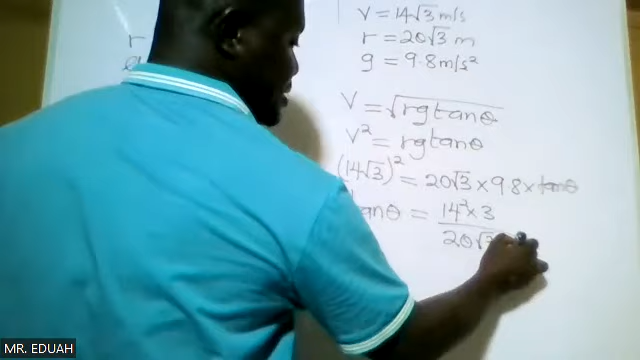 V = 14√3 m/s
r = 20√3 m
r
g = 9.8m/s²
V = √rgtanθ
V² = rgtanθ
(14√3)² = 20√3 × 9.8 × tanθ
tanθ = 14² × 3
20√3
MR. EDUAH